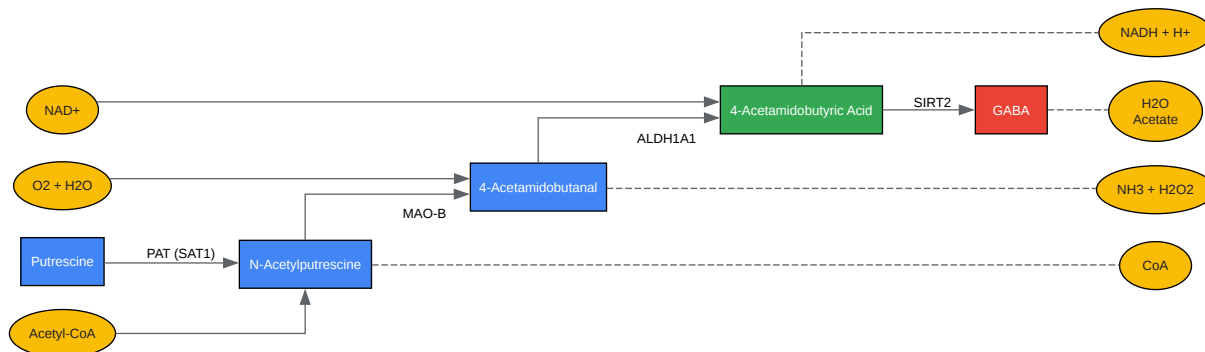 NADH + H+
NAD+
4-Acetamidobutyric Acid
SIRT2
GABA
H2O
Acetate
ALDH1A1
O2 + H2O
4-Acetamidobutanal
NH3 + H2O2
MAO-B
Putrescine
PAT (SAT1)
N-Acetylputrescine
CoA
Acetyl-CoA